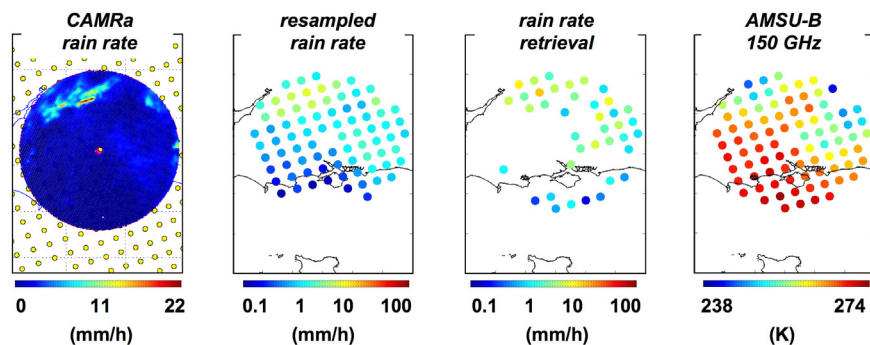 CAMRa
rain rate
resampled
rain rate
rain rate
retrieval
AMSU-B
150 GHz
0 11 22
0.1 1 10 100
0.1 1 10 100
238 274
(mm/h)
(mm/h)
(mm/h)
(K)